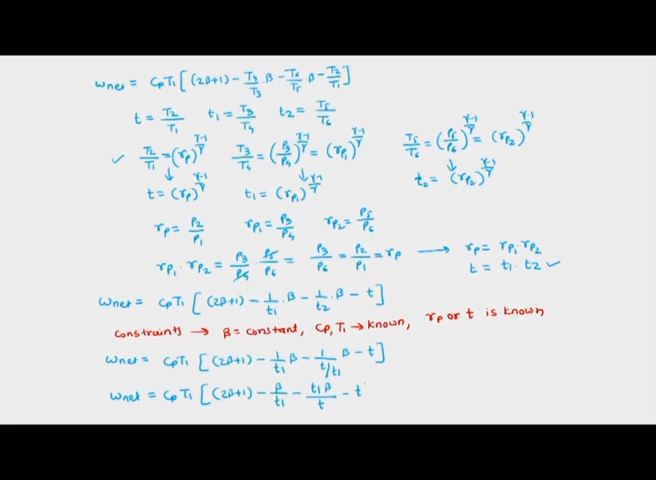 Wnet = CpT1 [(2β+1) - T4/T3 . β - T6/T5 . β - T2/T1]
t = T2/T1 t1 = T3/T4 t2 = T5/T6
✓ T2/T1 = (rp)^γ-1/γ T3/T4 = (P3/P4)^γ-1/γ = (rp1)^γ-1/γ T5/T6 = (P5/P6)^γ-1/γ = (rp2)^γ-1/γ
↓ ↓ ↓
t = (rp)^γ-1/γ t1 = (rp1)^γ-1/γ t2 = (rp2)^γ-1/γ
rp = P2/P1 rp1 = P3/P4 rp2 = P5/P6
rp1 . rp2 = P3/P4 . P5/P6 = P3/P6 = P2/P1 = rp → rp = rp1 rp2
t = t1 . t2 ✓
Wnet = CpT1 [(2β+1) - 1/t1 . β - 1/t2 . β - t]
Constraints → β = constant, Cp, T1 → known, rp or t is known
Wnet = CpT1 [(2β+1) - 1/t1 β - 1/t/t1 β - t]
Wnet = CpT1 [(2β+1) - β/t1 - t1β/t - t